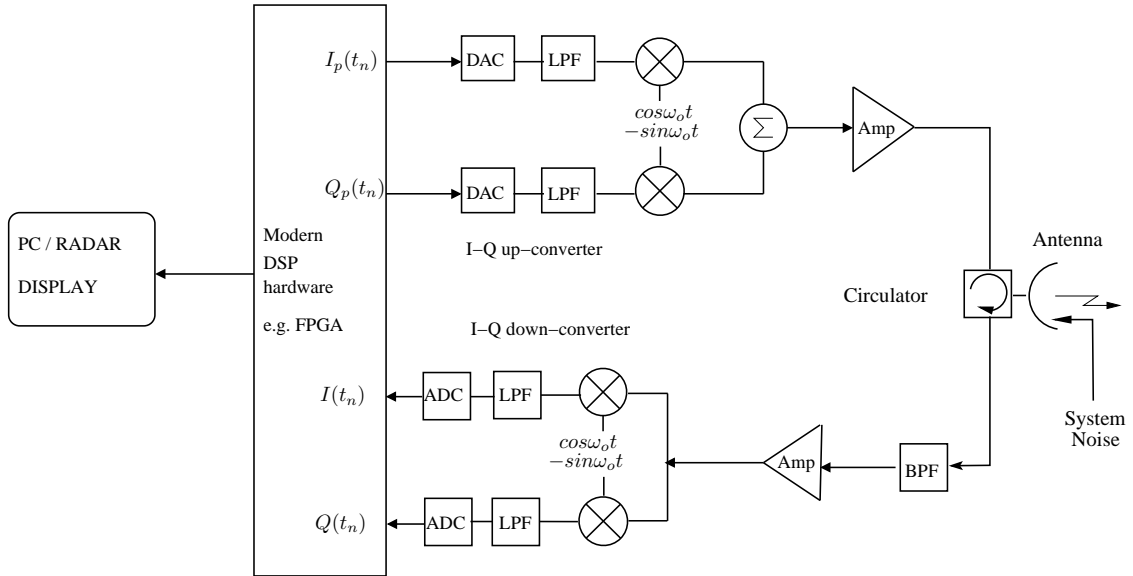 I_p(t_n)
DAC
LPF
cosω_ot
−sinω_ot
Σ
Amp
Q_p(t_n)
DAC
LPF
PC / RADAR
DISPLAY
Modern
DSP
hardware
e.g. FPGA
I−Q up−converter
Antenna
Circulator
I−Q down−converter
I(t_n)
ADC
LPF
cosω_ot
−sinω_ot
Amp
BPF
System
Noise
Q(t_n)
ADC
LPF